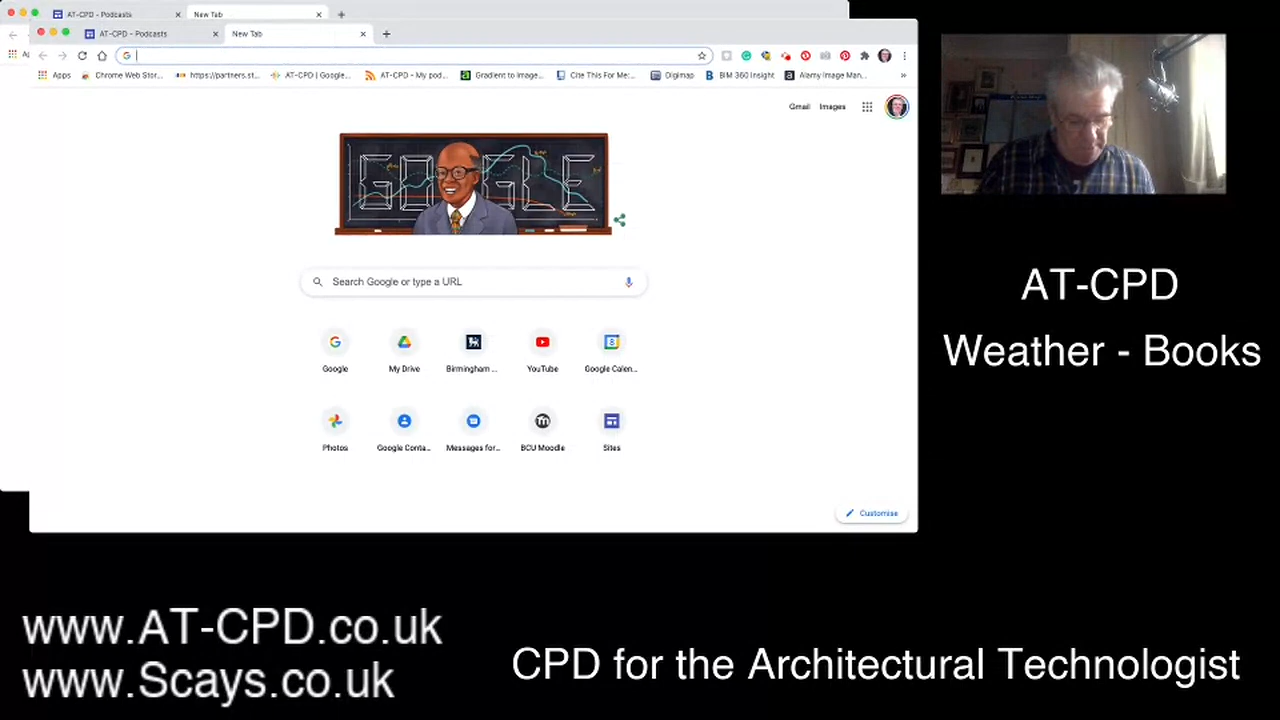 AT-CPD - Podcasts
New Tab
AT-CPD - Podcasts
New Tab
Apps
Chrome Web Stor...
https://partners.st...
AT-CPD | Google...
AT-CPD - My pod...
Gradient to Image...
Cite This For Me:...
Digimap
BIM 360 Insight
Alamy Image Man...
Gmail
Images
GOOGLE
Search Google or type a URL
Google
My Drive
Birmingham ...
YouTube
Google Calen...
Photos
Google Conta...
Messages for...
BCU Moodle
Sites
Customise
AT-CPD
Weather - Books
www.AT-CPD.co.uk
www.Scays.co.uk
CPD for the Architectural Technologist